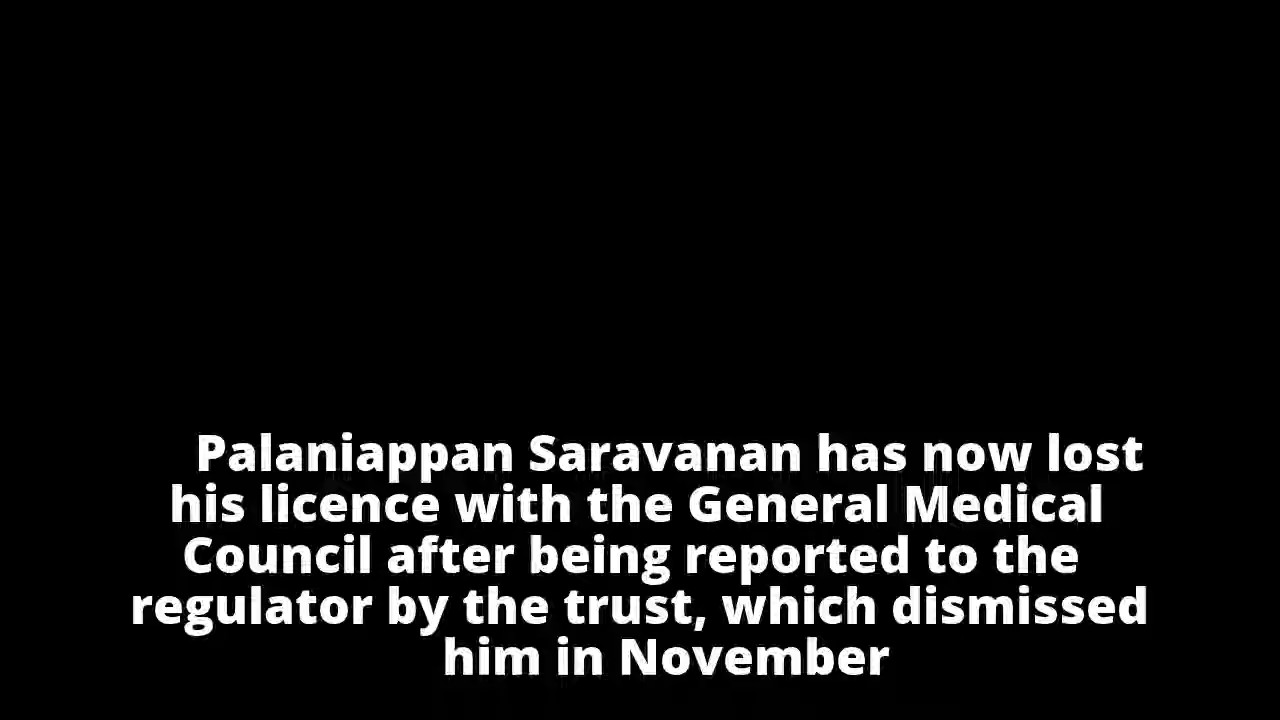 Palaniappan Saravanan has now lost
his licence with the General Medical
Council after being reported to the
regulator by the trust, which dismissed
him in November